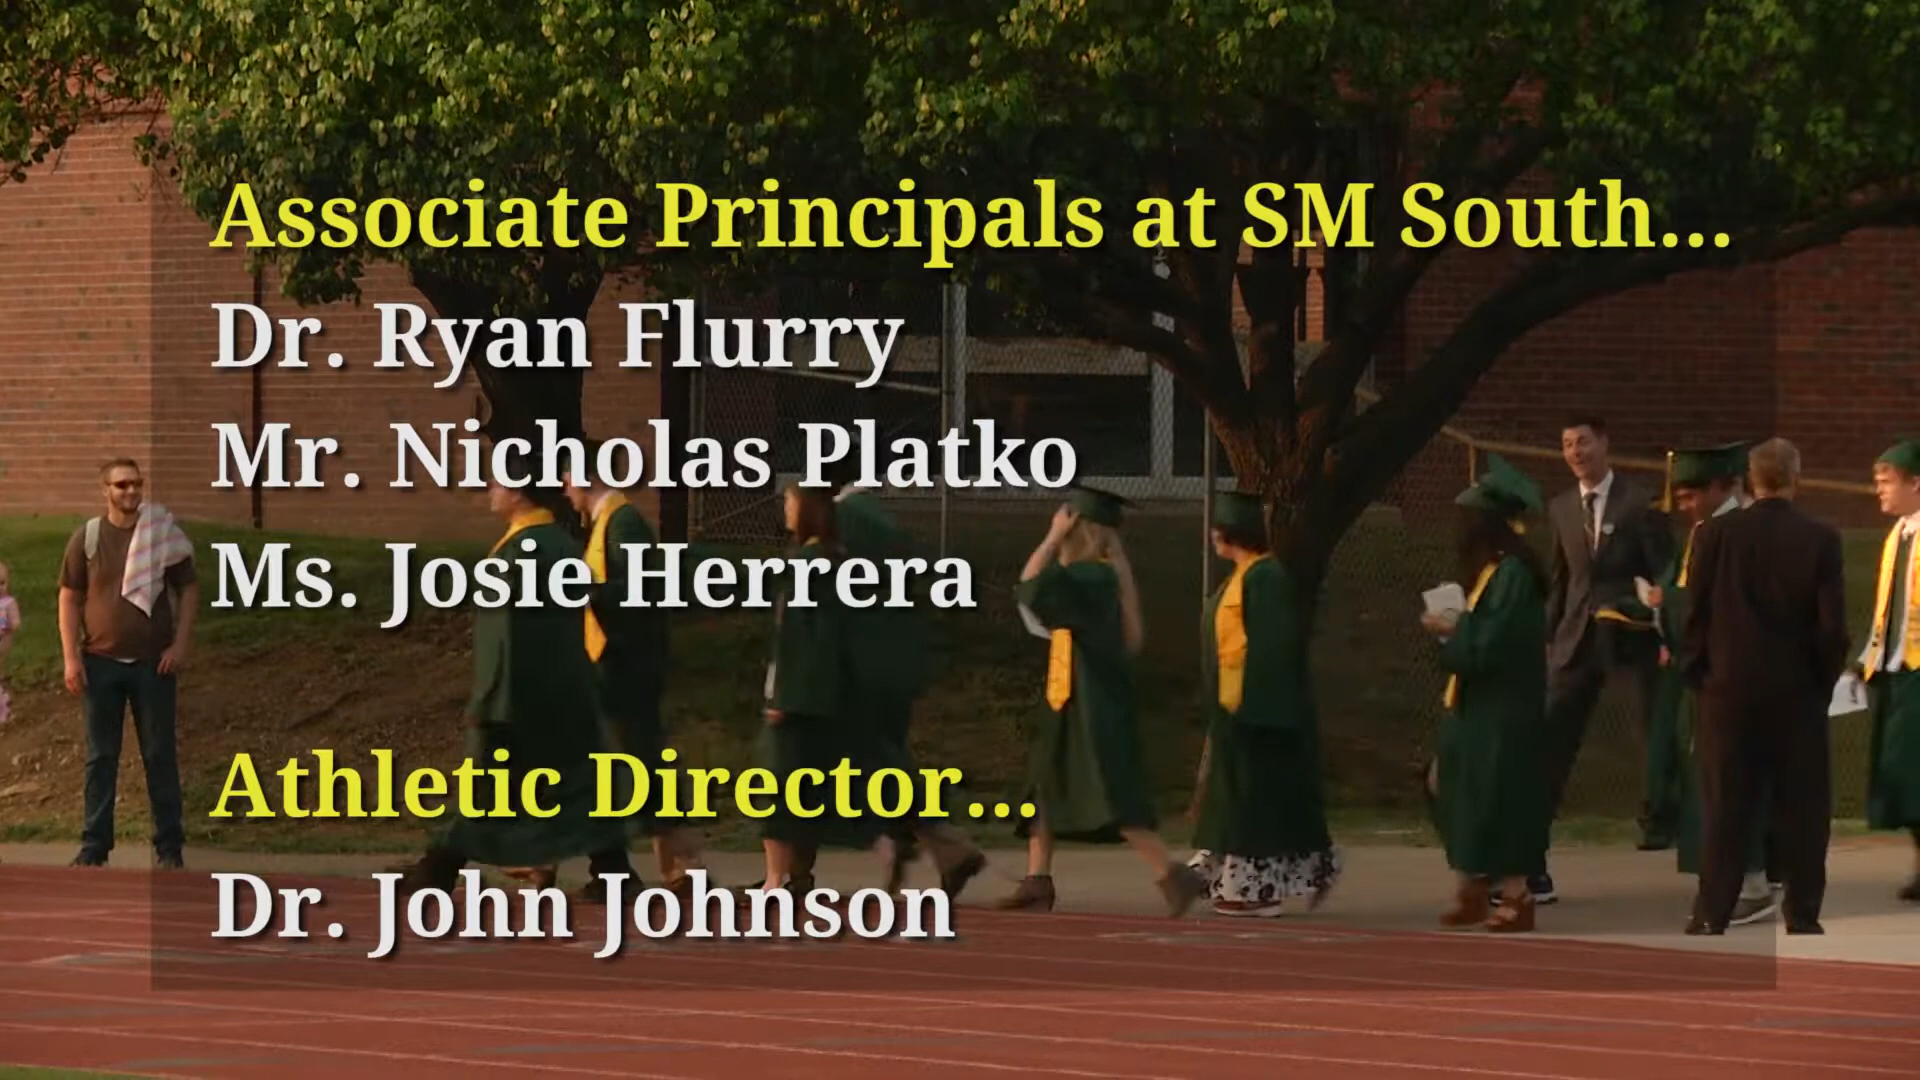 Associate Principals at SM South...
Dr. Ryan Flurry
Mr. Nicholas Platko
Ms. Josie Herrera
Athletic Director...
Dr. John Johnson